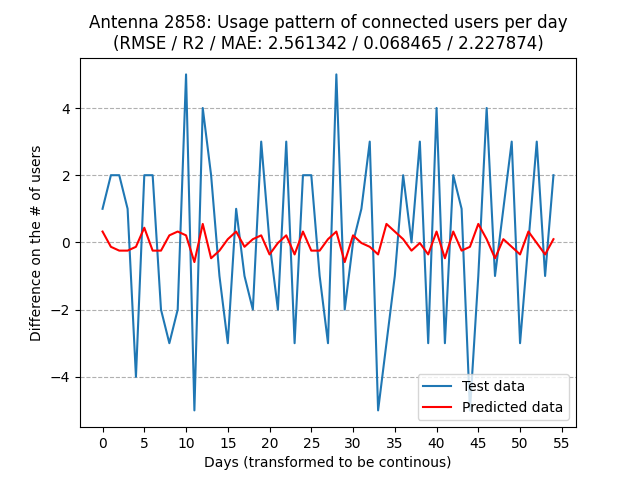 Antenna 2858: Usage pattern of connected users per day
(RMSE / R2 / MAE: 2.561342 / 0.068465 / 2.227874)
Difference on the # of users
4
2
0
−2
−4
Test data
Predicted data
0 5 10 15 20 25 30 35 40 45 50 55
Days (transformed to be continous)